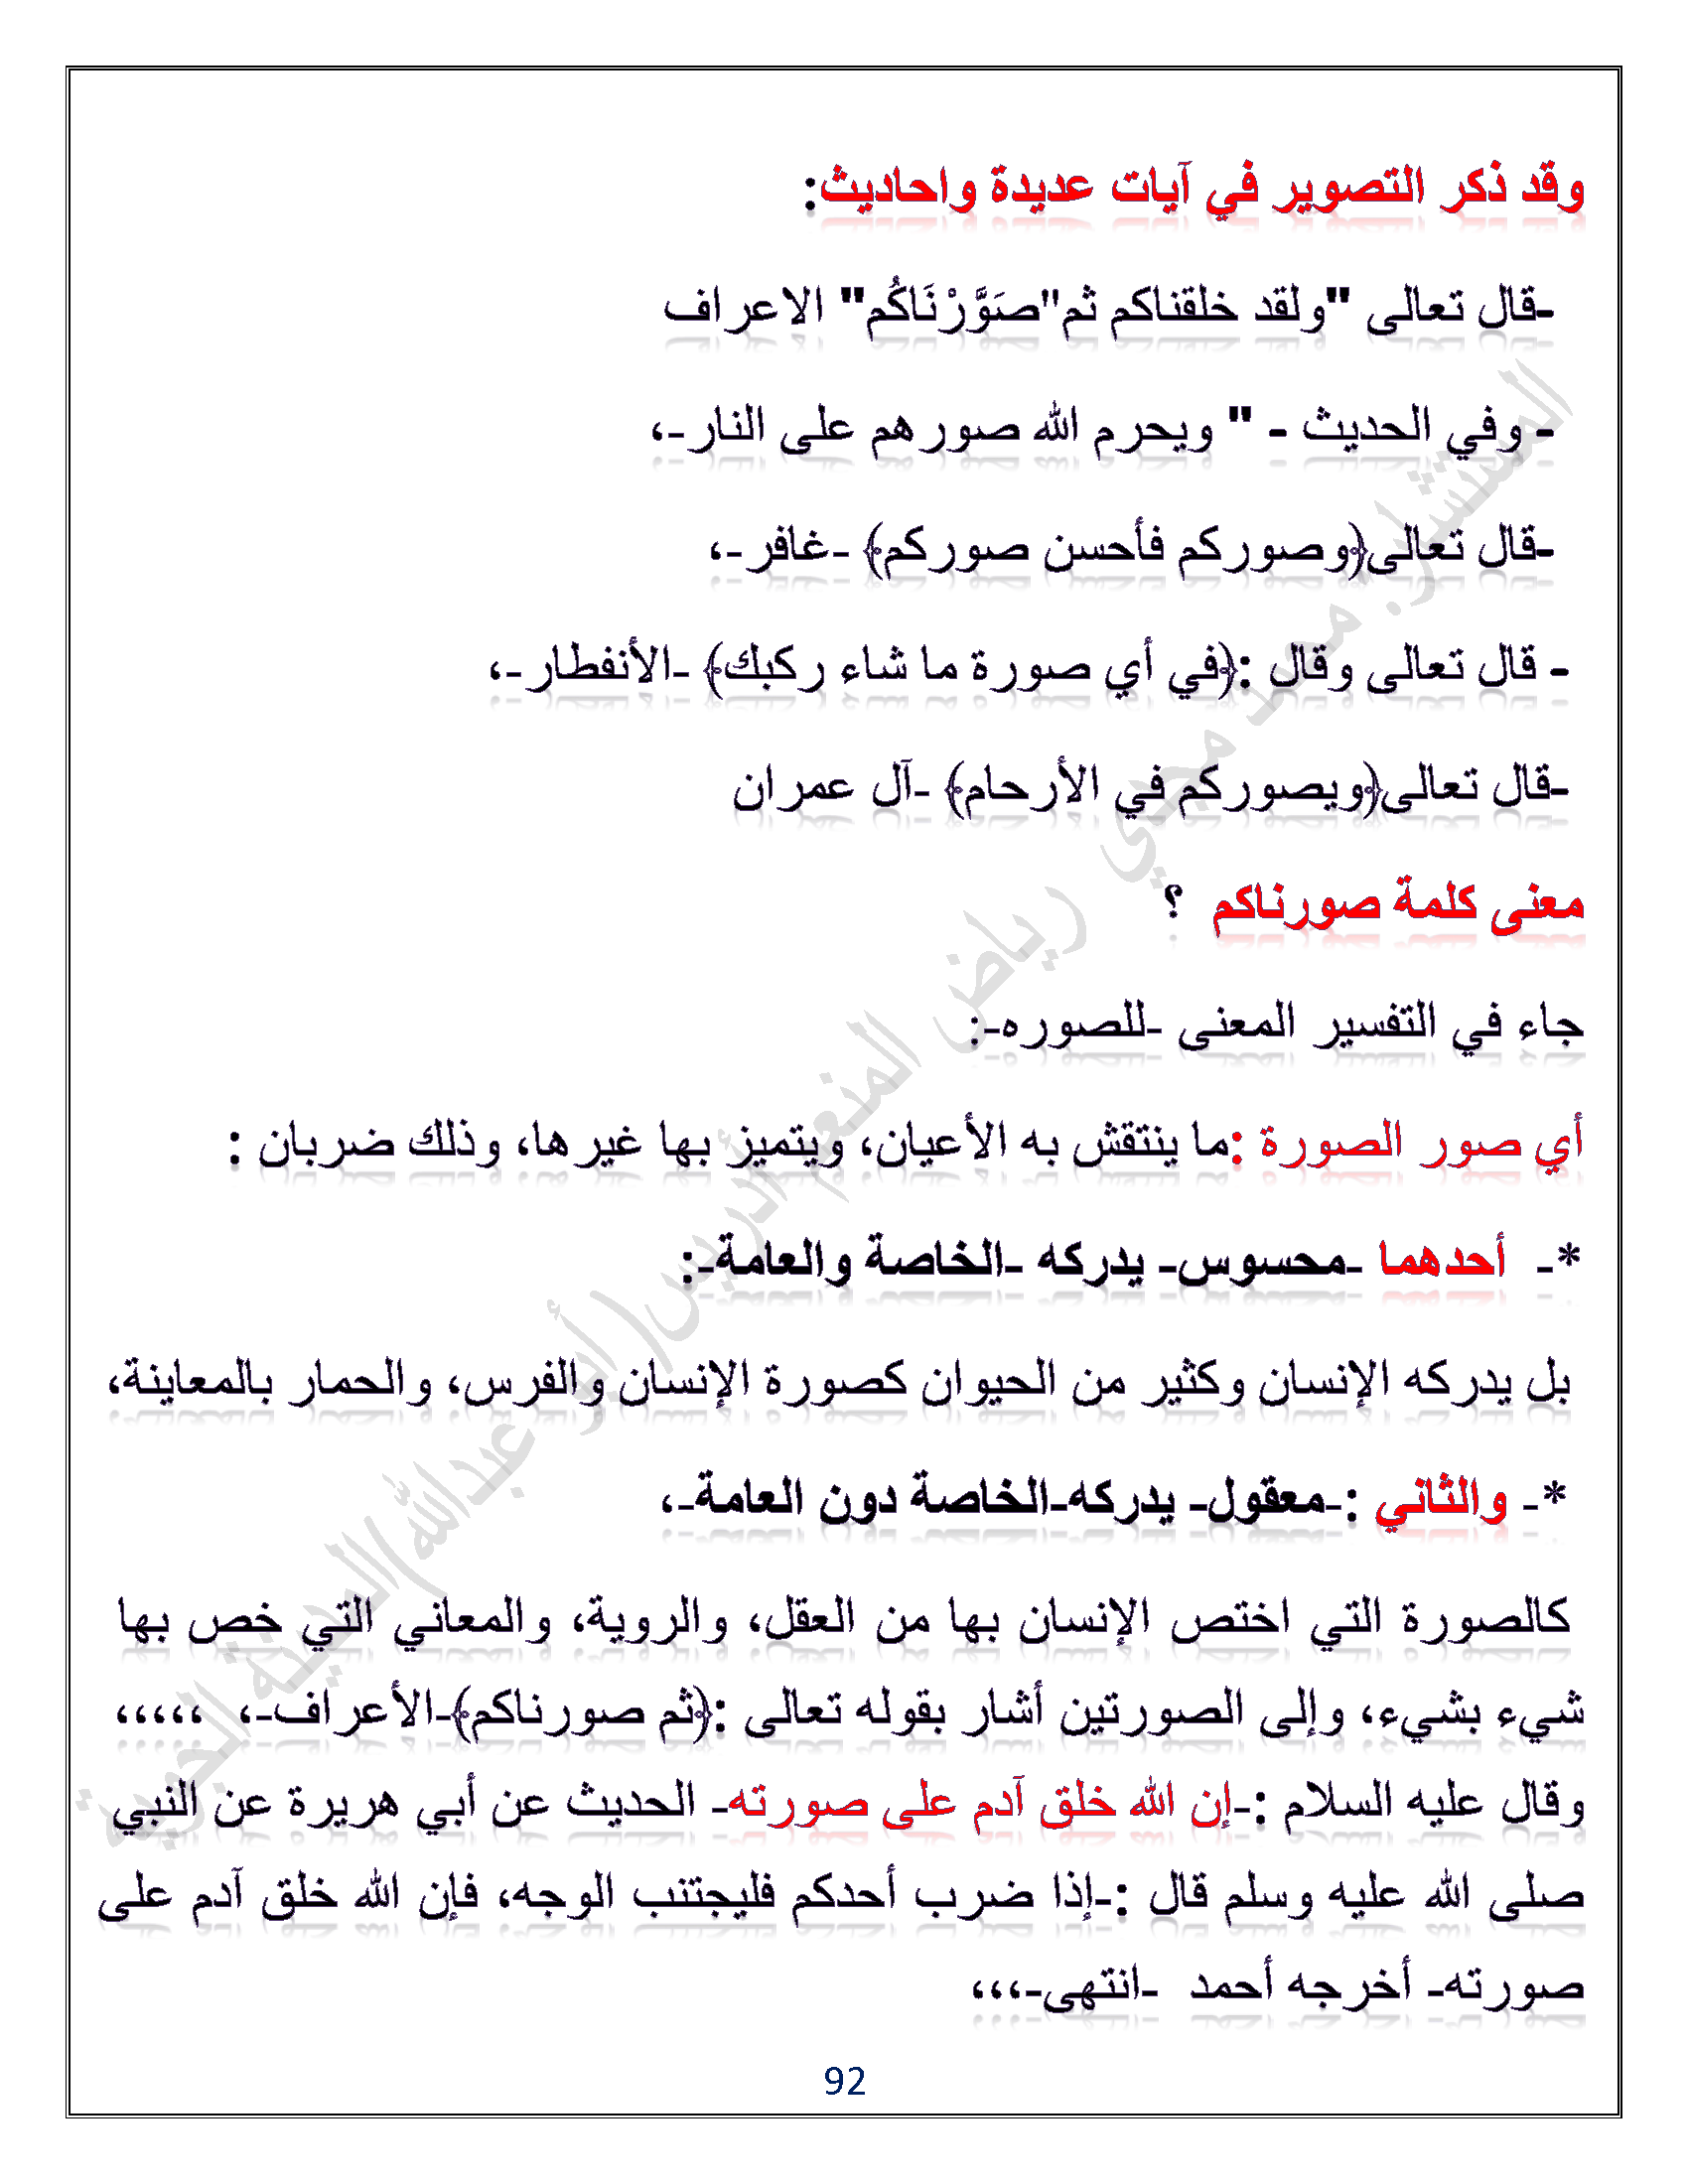 وقد ذكر التصوير في آيات عديدة واحاديث:
-قال تعالى "ولقد خلقناكم ثم"صَوَّرْنَاكُم" الاعراف
- وفي الحديث - " ويحرم الله صورهم على النار-،
-قال تعالى﴿وصوركم فأحسن صوركم﴾ -غافر-،
- قال تعالى وقال :﴿في أي صورة ما شاء ركبك﴾ -الأنفطار-،
-قال تعالى﴿ويصوركم في الأرحام﴾ -آل عمران
معنى كلمة صورناكم ؟
جاء في التفسير المعنى -للصوره-:
أي صور الصورة :ما ينتقش به الأعيان، ويتميز بها غيرها، وذلك ضربان :
*- أحدهما -محسوس- يدركه -الخاصة والعامة-:
بل يدركه الإنسان وكثير من الحيوان كصورة الإنسان والفرس، والحمار بالمعاينة،
*- والثاني :-معقول- يدركه-الخاصة دون العامة-،
كالصورة التي اختص الإنسان بها من العقل، والروية، والمعاني التي خص بها
شيء بشيء، وإلى الصورتين أشار بقوله تعالى :﴿ثم صورناكم﴾-الأعراف-، ،،،،،
وقال عليه السلام :-إن الله خلق آدم على صورته- الحديث عن أبي هريرة عن النبي
صلى الله عليه وسلم قال :-إذا ضرب أحدكم فليجتنب الوجه، فإن الله خلق آدم على
صورته- أخرجه أحمد -انتهى-،،،
92
المستشار. محمد مجدي رياض المنعم أدريس(أبو عبدالله)المدينة الجوية